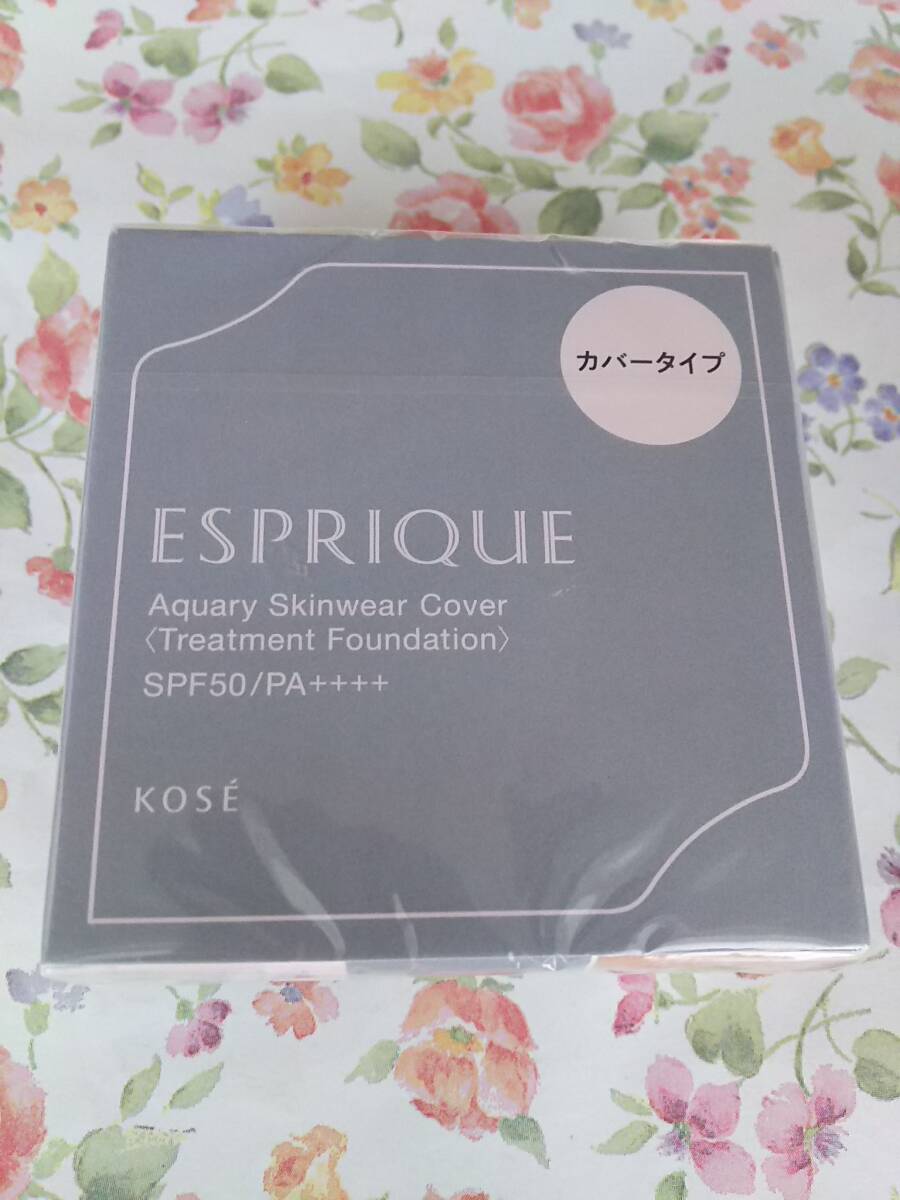 カバータイプ
ESPRIQUE
Aquary Skinwear Cover
〈Treatment Foundation〉
SPF50/PA++++
KOSÉ